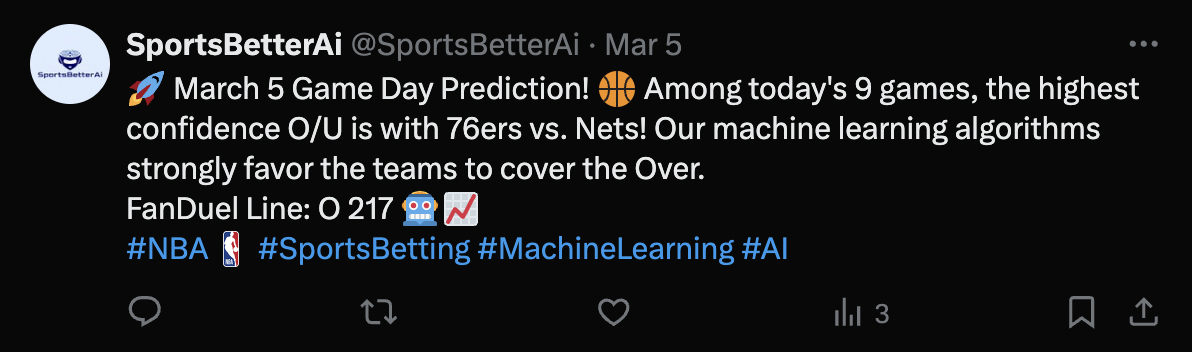 SportsBetterAi
SportsBetterAi @SportsBetterAi · Mar 5
🚀 March 5 Game Day Prediction! 🏀 Among today's 9 games, the highest
confidence O/U is with 76ers vs. Nets! Our machine learning algorithms
strongly favor the teams to cover the Over.
FanDuel Line: O 217 🤖📈
#NBA #SportsBetting #MachineLearning #AI
3